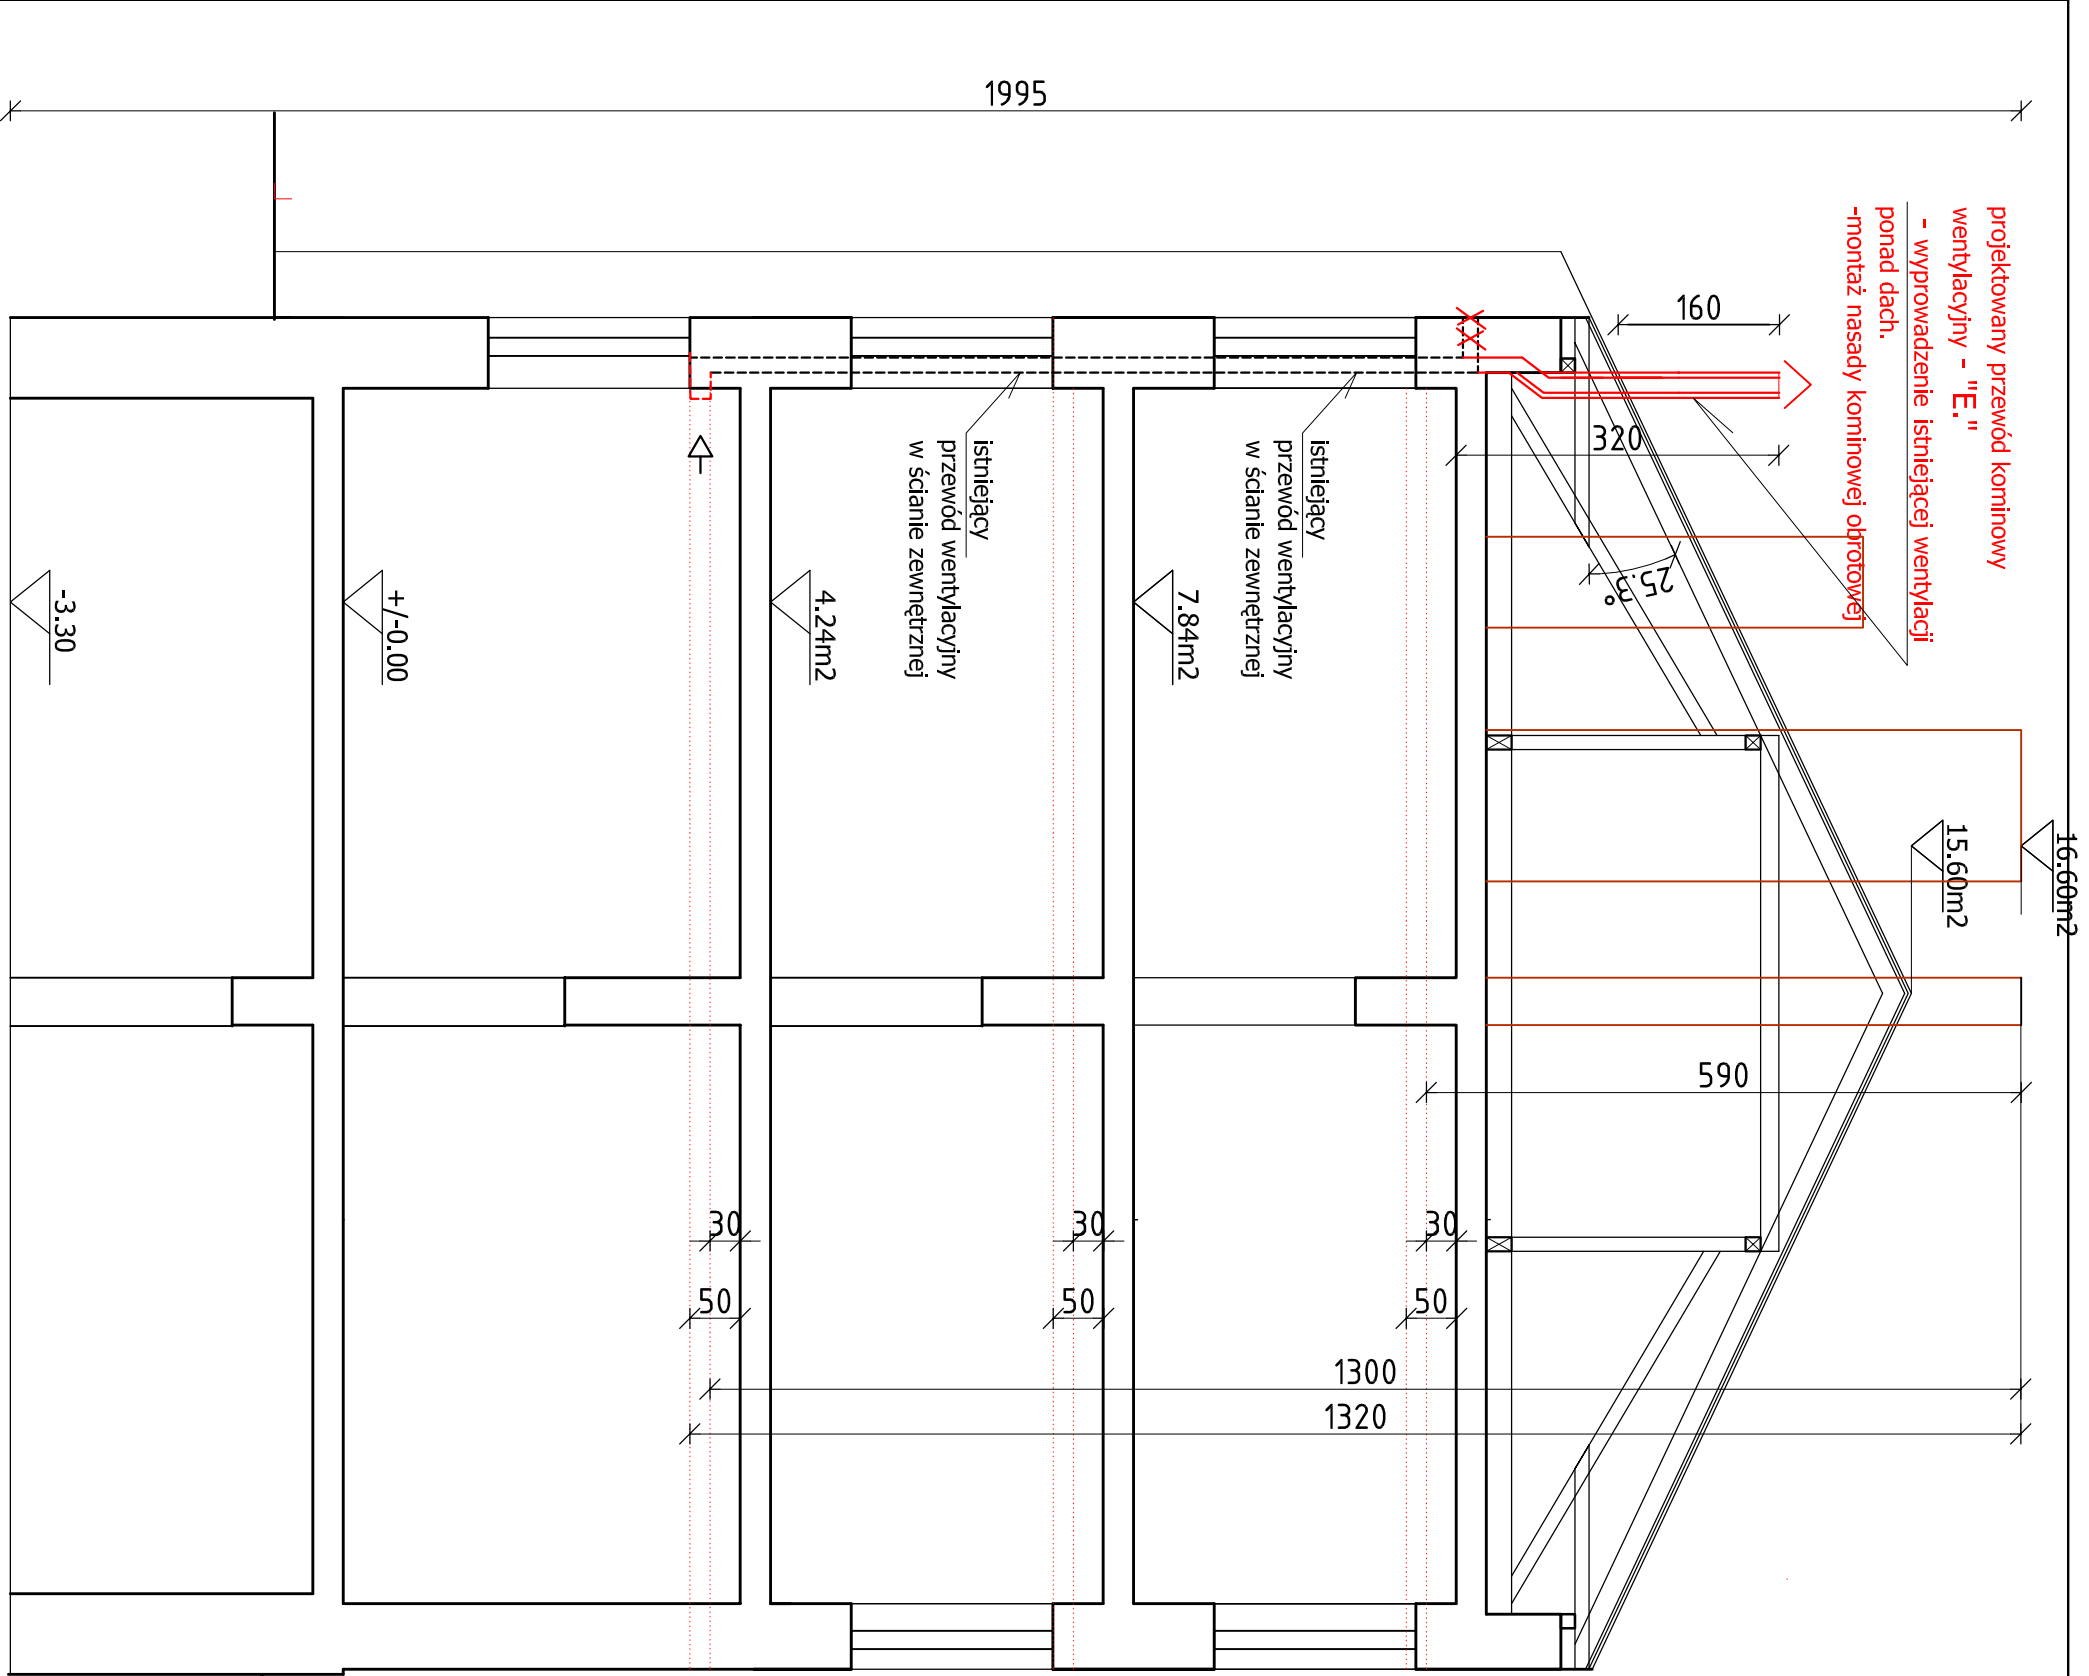 1995
projektowany przewód kominowy
wentylacyjny - "E."
- wyprowadzenie istniejącej wentylacji
ponad dach.
-montaż nasady kominowej obrotowej
160
320
25.3°
istniejący
przewód wentylacyjny
w ścianie zewnętrznej
istniejący
przewód wentylacyjny
w ścianie zewnętrznej
16.60m2
15.60m2
7.84m2
4.24m2
+/-0.00
-3.30
590
30
30
30
50
50
50
1300
1320